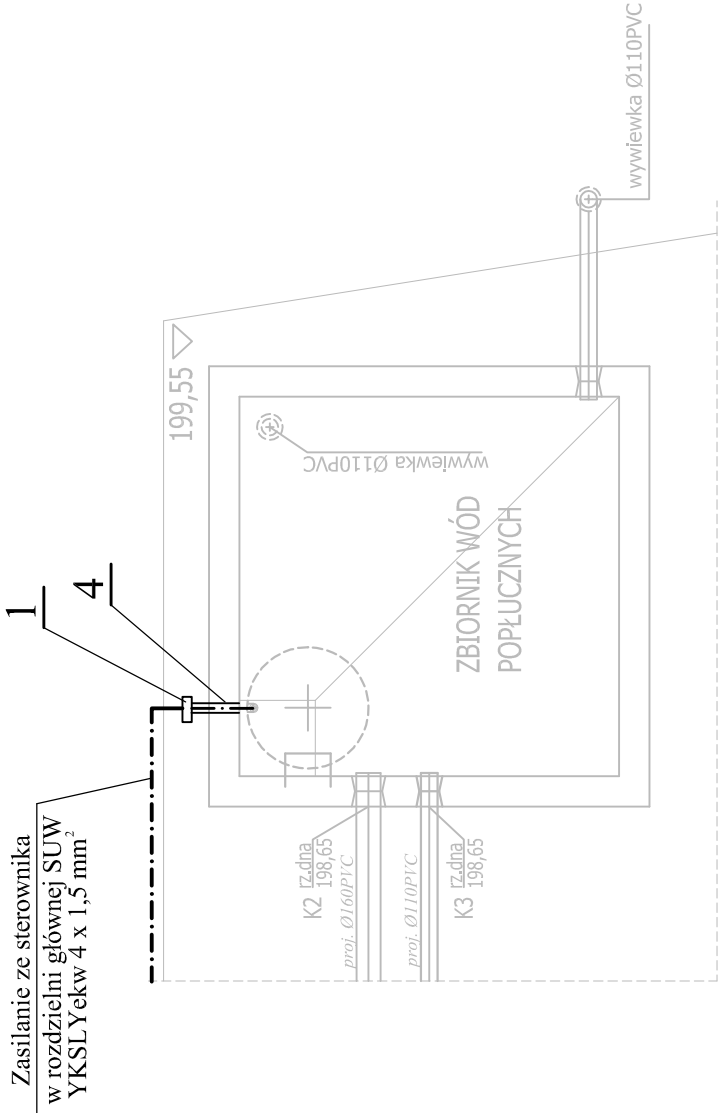 Zasilanie ze sterownika
w rozdzielni głównej SUW
YKSLYekw 4 x 1,5 mm²
1
4
199,55
wywiewka Ø110PVC
wywiewka Ø110PVC
ZBIORNIK WÓD
POPŁUCZNYCH
K2 rz.dna
198,65
proj. Ø160PVC
proj. Ø110PVC
K3 rz.dna
198,65